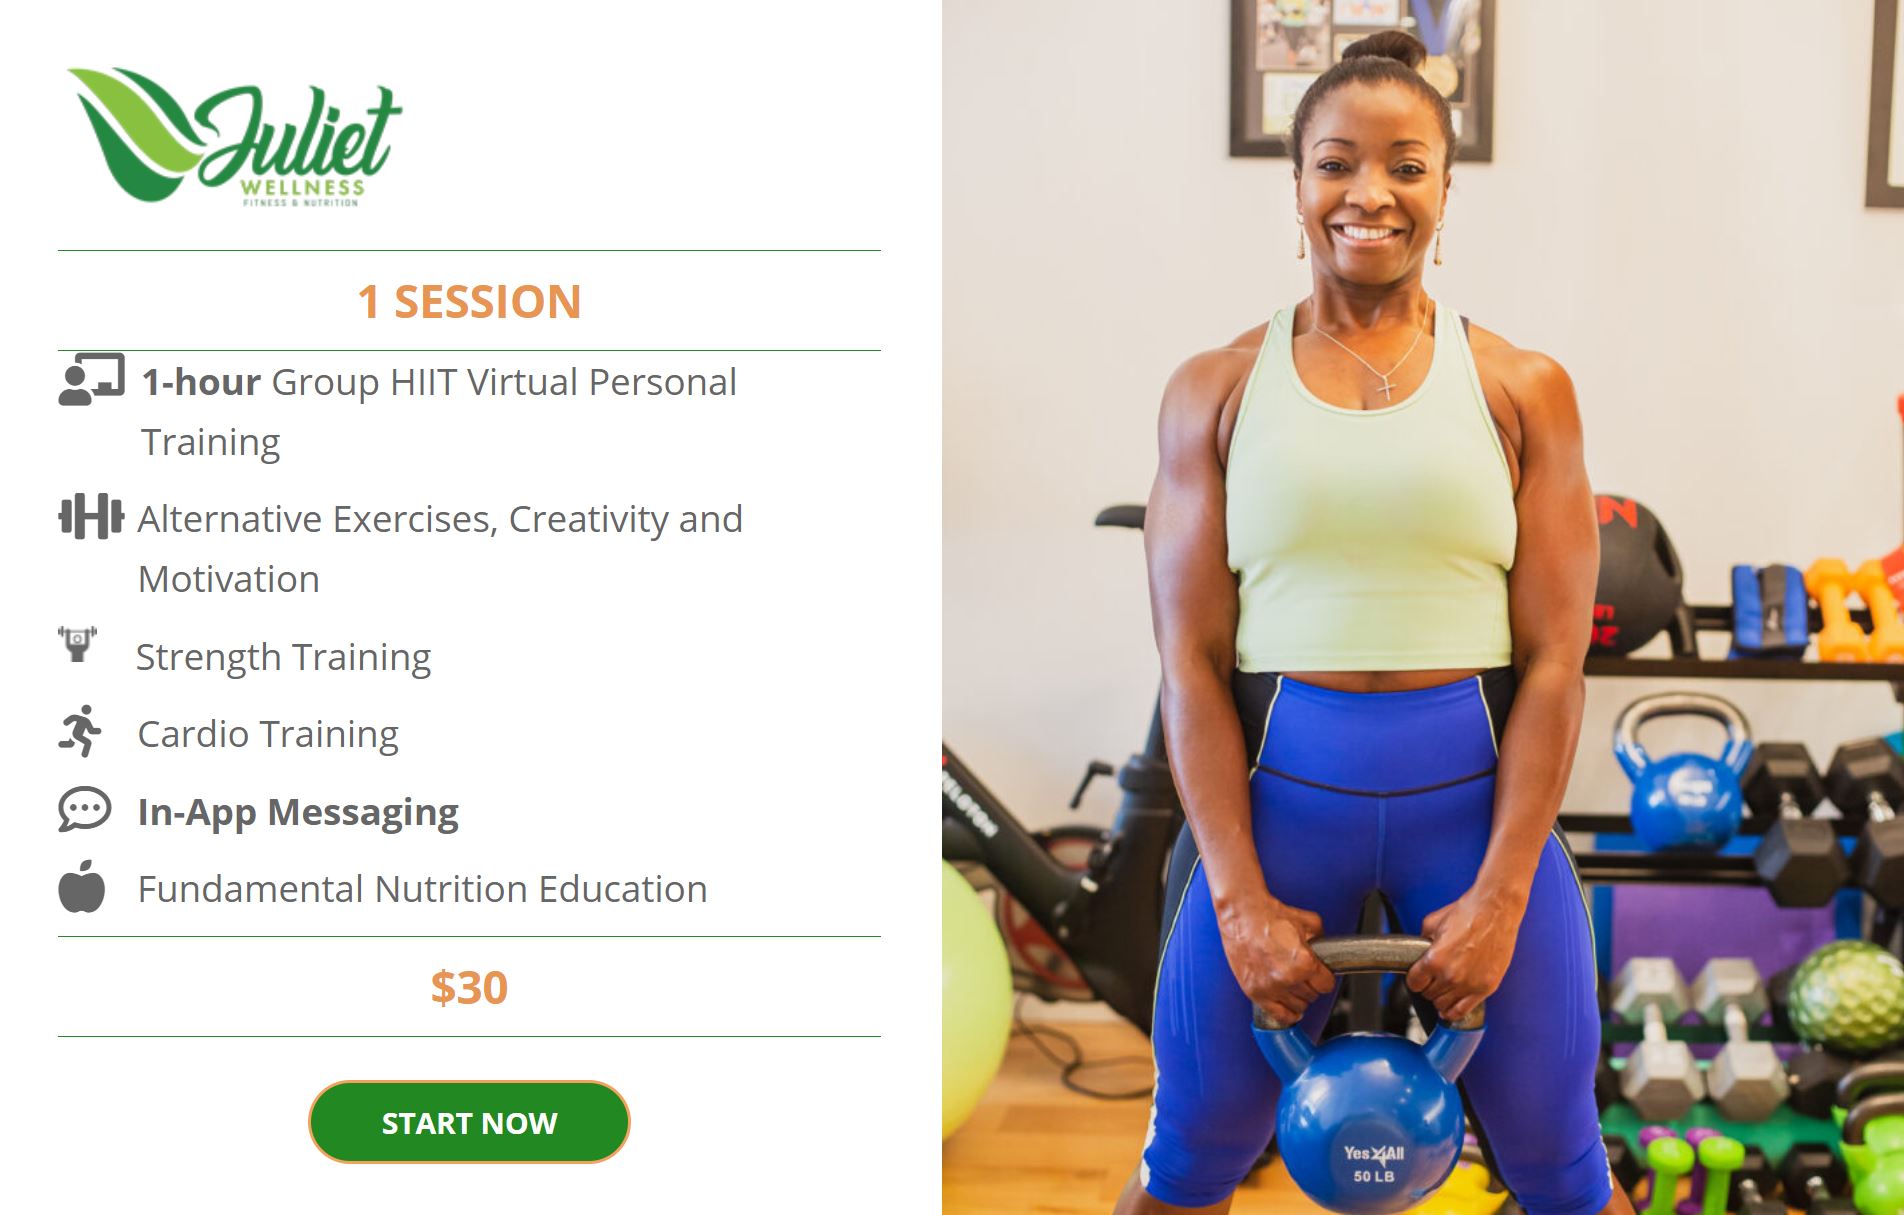 Juliet
WELLNESS
FITNESS & NUTRITION
1 SESSION
1-hour Group HIIT Virtual Personal
Training
Alternative Exercises, Creativity and
Motivation
Strength Training
Cardio Training
In-App Messaging
Fundamental Nutrition Education
$30
START NOW
PELOTON
Yes4All
50 LB